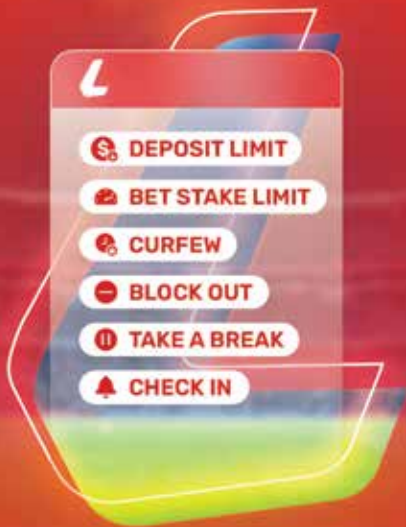 L
DEPOSIT LIMIT
BET STAKE LIMIT
CURFEW
BLOCK OUT
TAKE A BREAK
CHECK IN